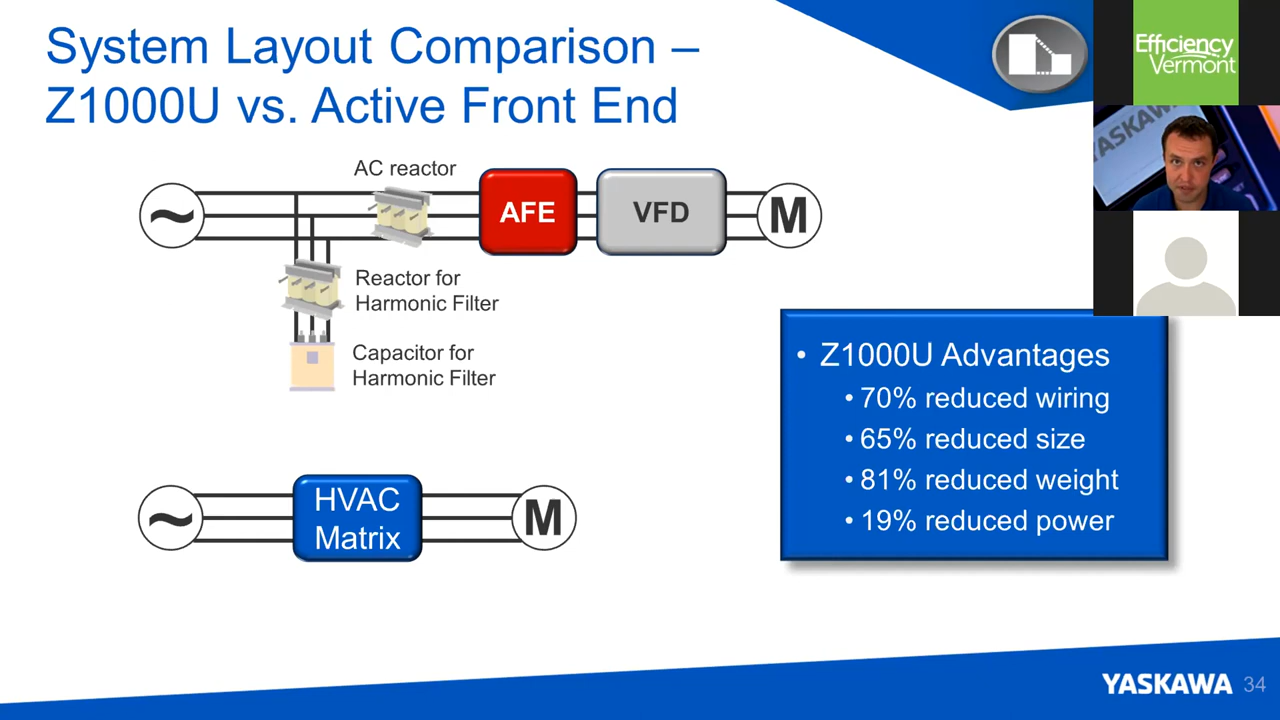 System Layout Comparison –
Z1000U vs. Active Front End
Efficiency
Vermont
YASKAWA
AC reactor
~
AFE
VFD
M
Reactor for
Harmonic Filter
Capacitor for
Harmonic Filter
• Z1000U Advantages
• 70% reduced wiring
• 65% reduced size
• 81% reduced weight
• 19% reduced power
~
HVAC
Matrix
M
YASKAWA 34